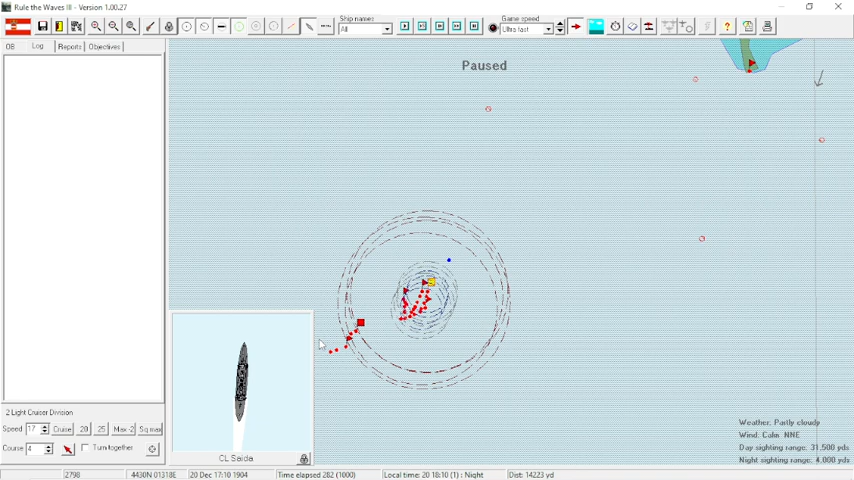 Rule the Waves III - Version 1.00.27
Ship names:
All
Game speed
Ultra fast
OB Log Reports Objectives
Paused
2 Light Cruiser Division
Speed 17 Cruise 20 25 Max -2 Sq max
Course 4 Turn together
CL Saida
Weather: Partly cloudy
Wind: Calm NNE
Day sighting range: 31,500 yds
Night sighting range: 4,000 yds
2798 4430N 01318E 20 Dec 17:10 1904 Time elapsed 282 (1000) Local time: 20 18:10 (1) : Night Dist: 14223 yd